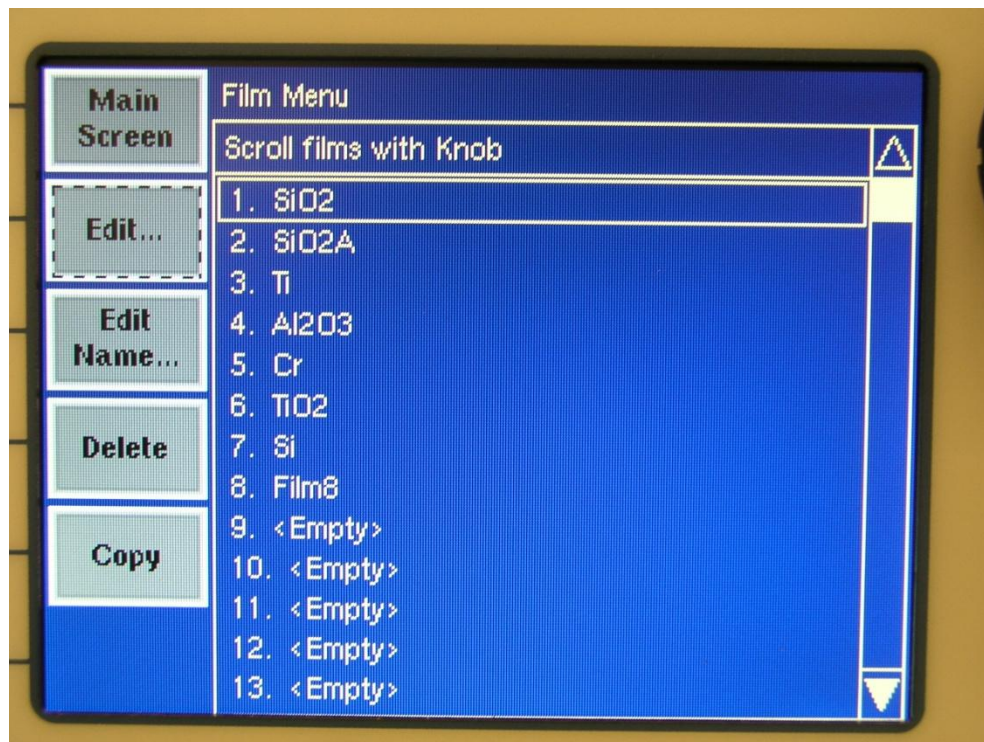 Main
Screen
Edit...
Edit
Name...
Delete
Copy
Film Menu
Scroll films with Knob
1. SiO2
2. SiO2A
3. Ti
4. Al2O3
5. Cr
6. TiO2
7. Si
8. Film8
9. <Empty>
10. <Empty>
11. <Empty>
12. <Empty>
13. <Empty>